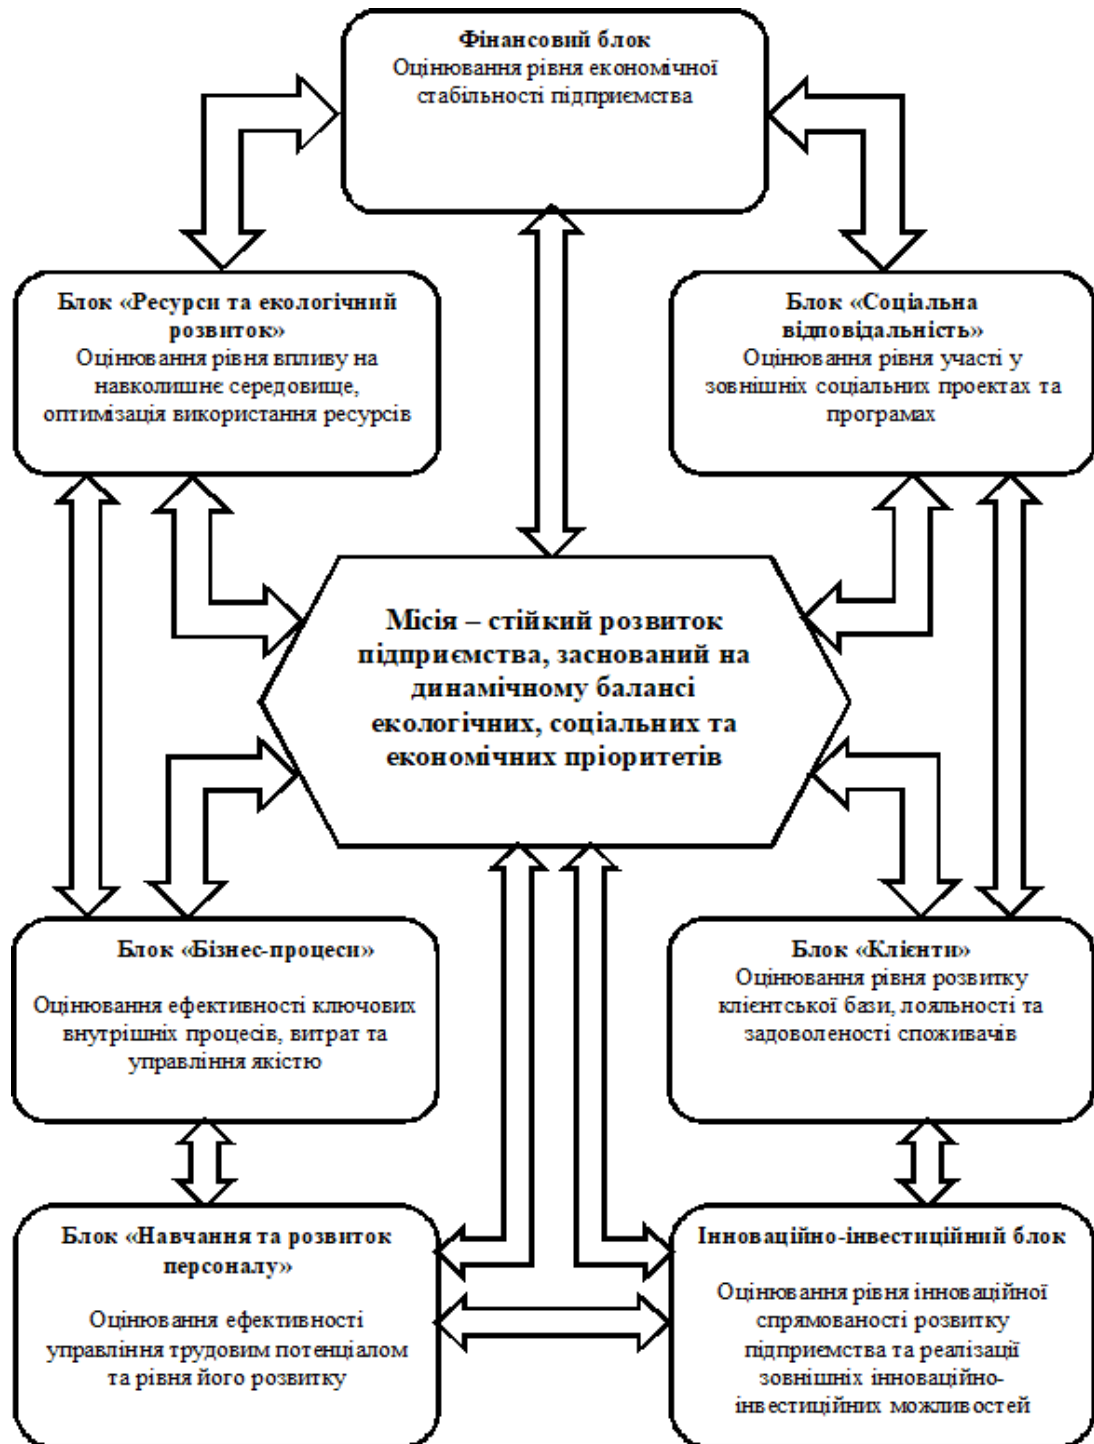 Фінансовий блок
Оцінювання рівня економічної
стабільності підприємства
Блок «Ресурси та екологічний
розвиток»
Оцінювання рівня впливу на
навколишнє середовище,
оптимізація використання ресурсів
Блок «Соціальна
відповідальність»
Оцінювання рівня участі у
зовнішніх соціальних проектах та
програмах
Місія – стійкий розвиток
підприємства, заснований на
динамічному балансі
екологічних, соціальних та
економічних пріоритетів
Блок «Бізнес-процеси»
Оцінювання ефективності ключових
внутрішніх процесів, витрат та
управління якістю
Блок «Клієнти»
Оцінювання рівня розвитку
клієнтської бази, лояльності та
задоволеності споживачів
Блок «Навчання та розвиток
персоналу»
Оцінювання ефективності
управління трудовим потенціалом
та рівня його розвитку
Інноваційно-інвестиційний блок
Оцінювання рівня інноваційної
спрямованості розвитку
підприємства та реалізації
зовнішніх інноваційно-
інвестиційних можливостей